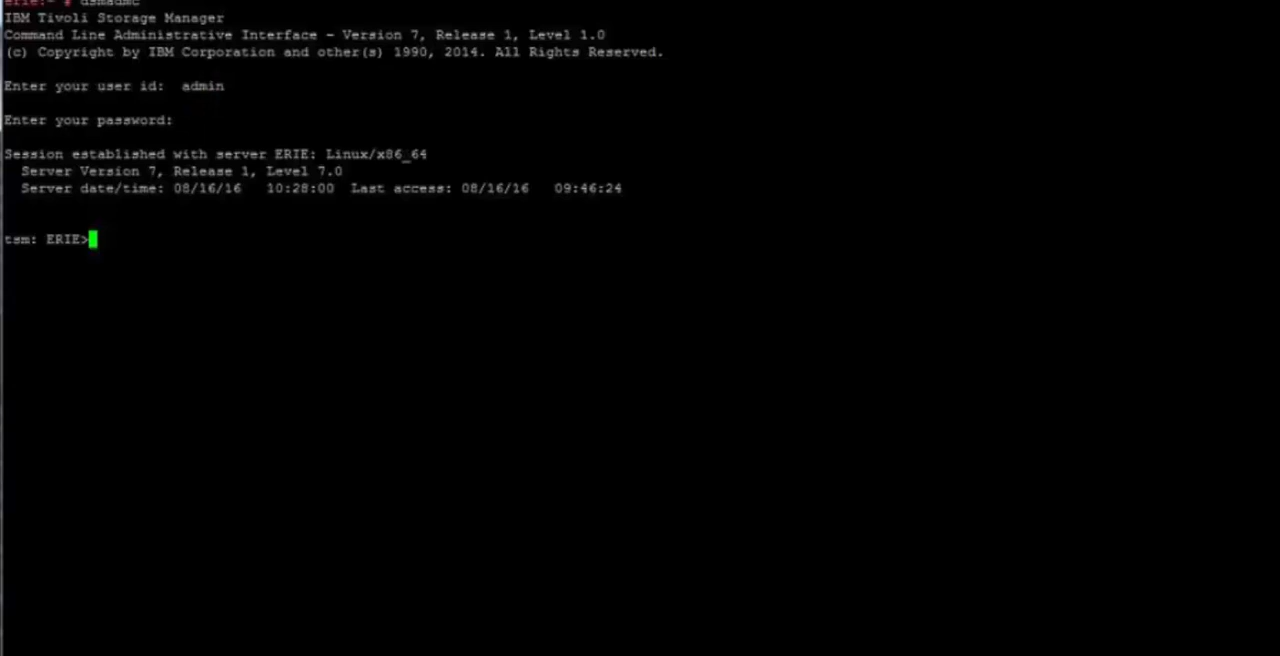 erie:~ # dsmadmc
IBM Tivoli Storage Manager
Command Line Administrative Interface - Version 7, Release 1, Level 1.0
(c) Copyright by IBM Corporation and other(s) 1990, 2014. All Rights Reserved.
Enter your user id:  admin
Enter your password:
Session established with server ERIE: Linux/x86_64
  Server Version 7, Release 1, Level 7.0
  Server date/time: 08/16/16   10:28:00  Last access: 08/16/16   09:46:24
tsm: ERIE>